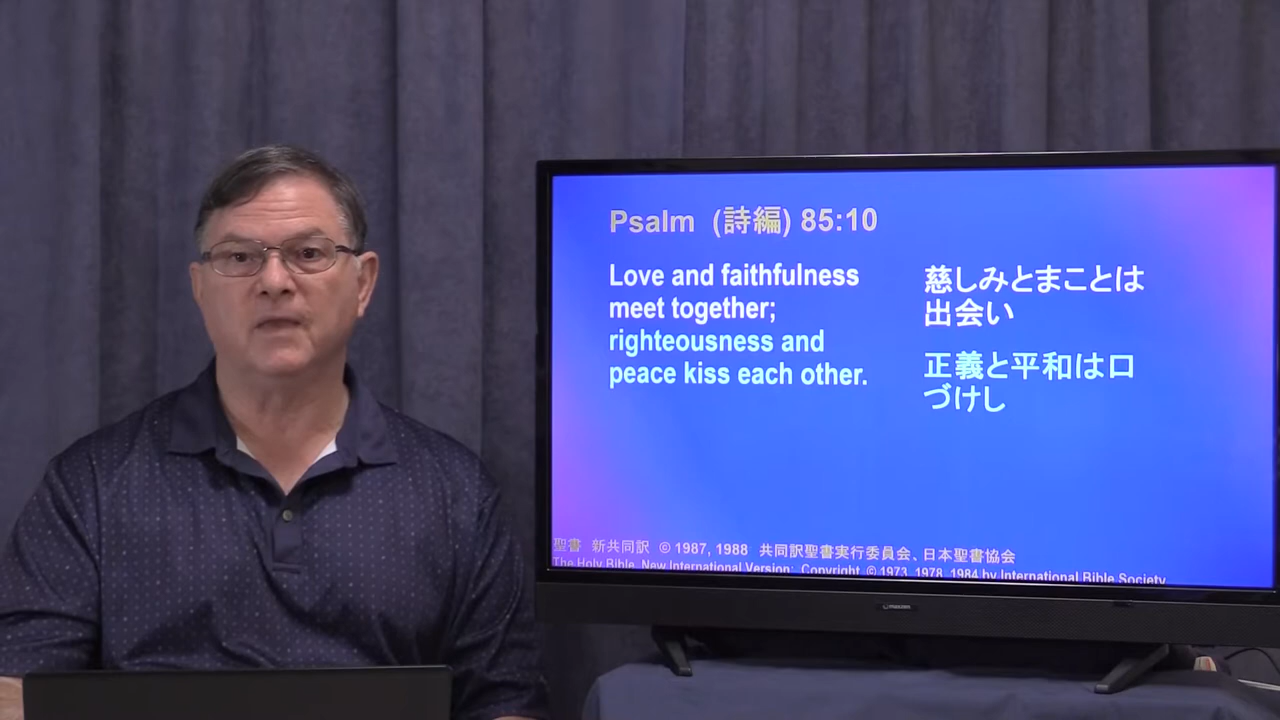 Psalm (詩編) 85:10
Love and faithfulness
meet together;
righteousness and
peace kiss each other.
慈しみとまことは
出会い
正義と平和は口
づけし
聖書 新共同訳 © 1987, 1988 共同訳聖書実行委員会、日本聖書協会
The Holy Bible, New International Version: Copyright © 1973, 1978, 1984 by International Bible Society